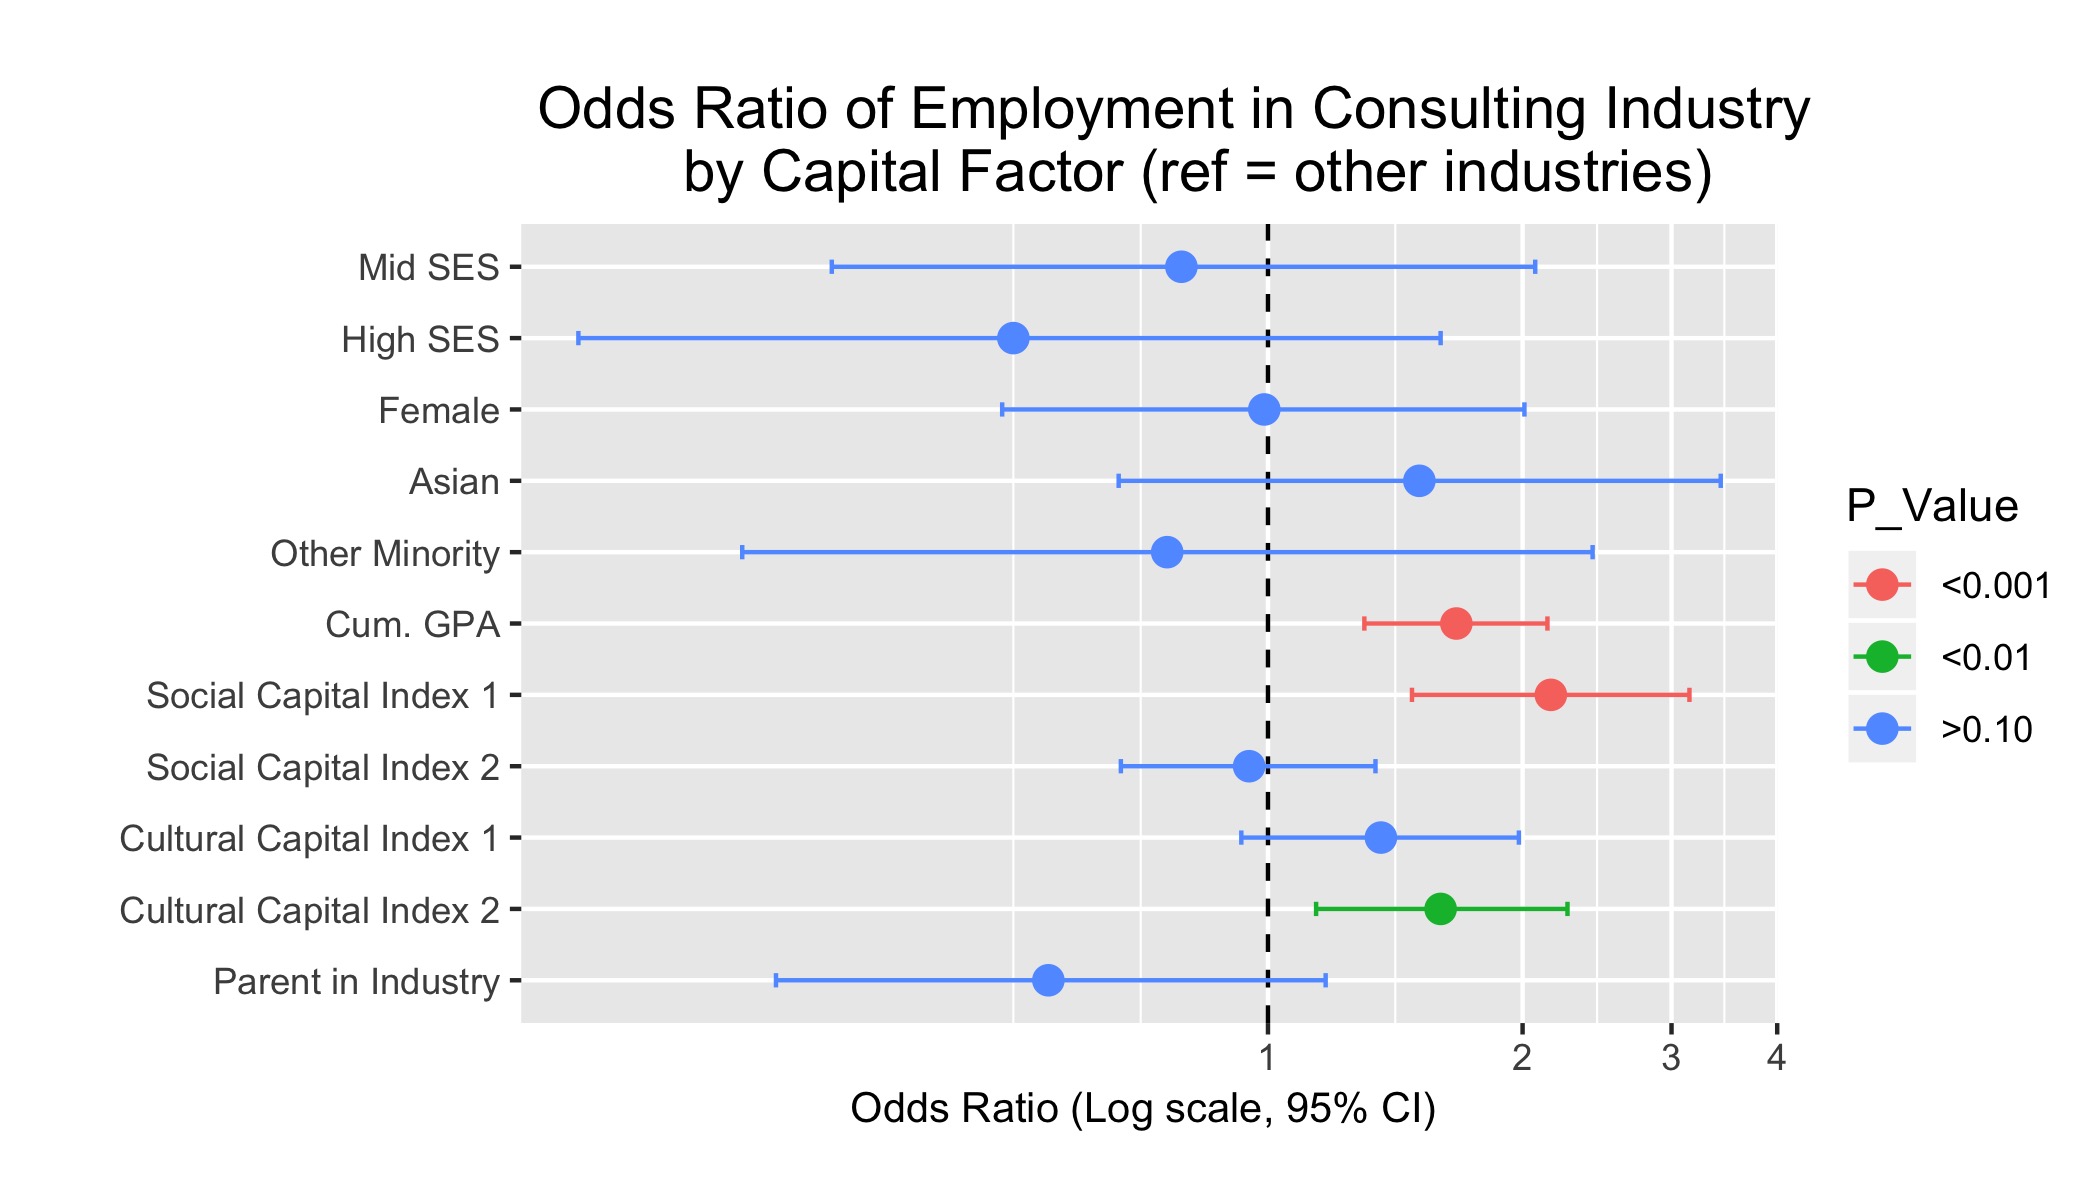 Odds Ratio of Employment in Consulting Industry
by Capital Factor (ref = other industries)
Mid SES
High SES
Female
Asian
Other Minority
Cum. GPA
Social Capital Index 1
Social Capital Index 2
Cultural Capital Index 1
Cultural Capital Index 2
Parent in Industry
1 2 3 4
Odds Ratio (Log scale, 95% CI)
P_Value
<0.001
<0.01
>0.10